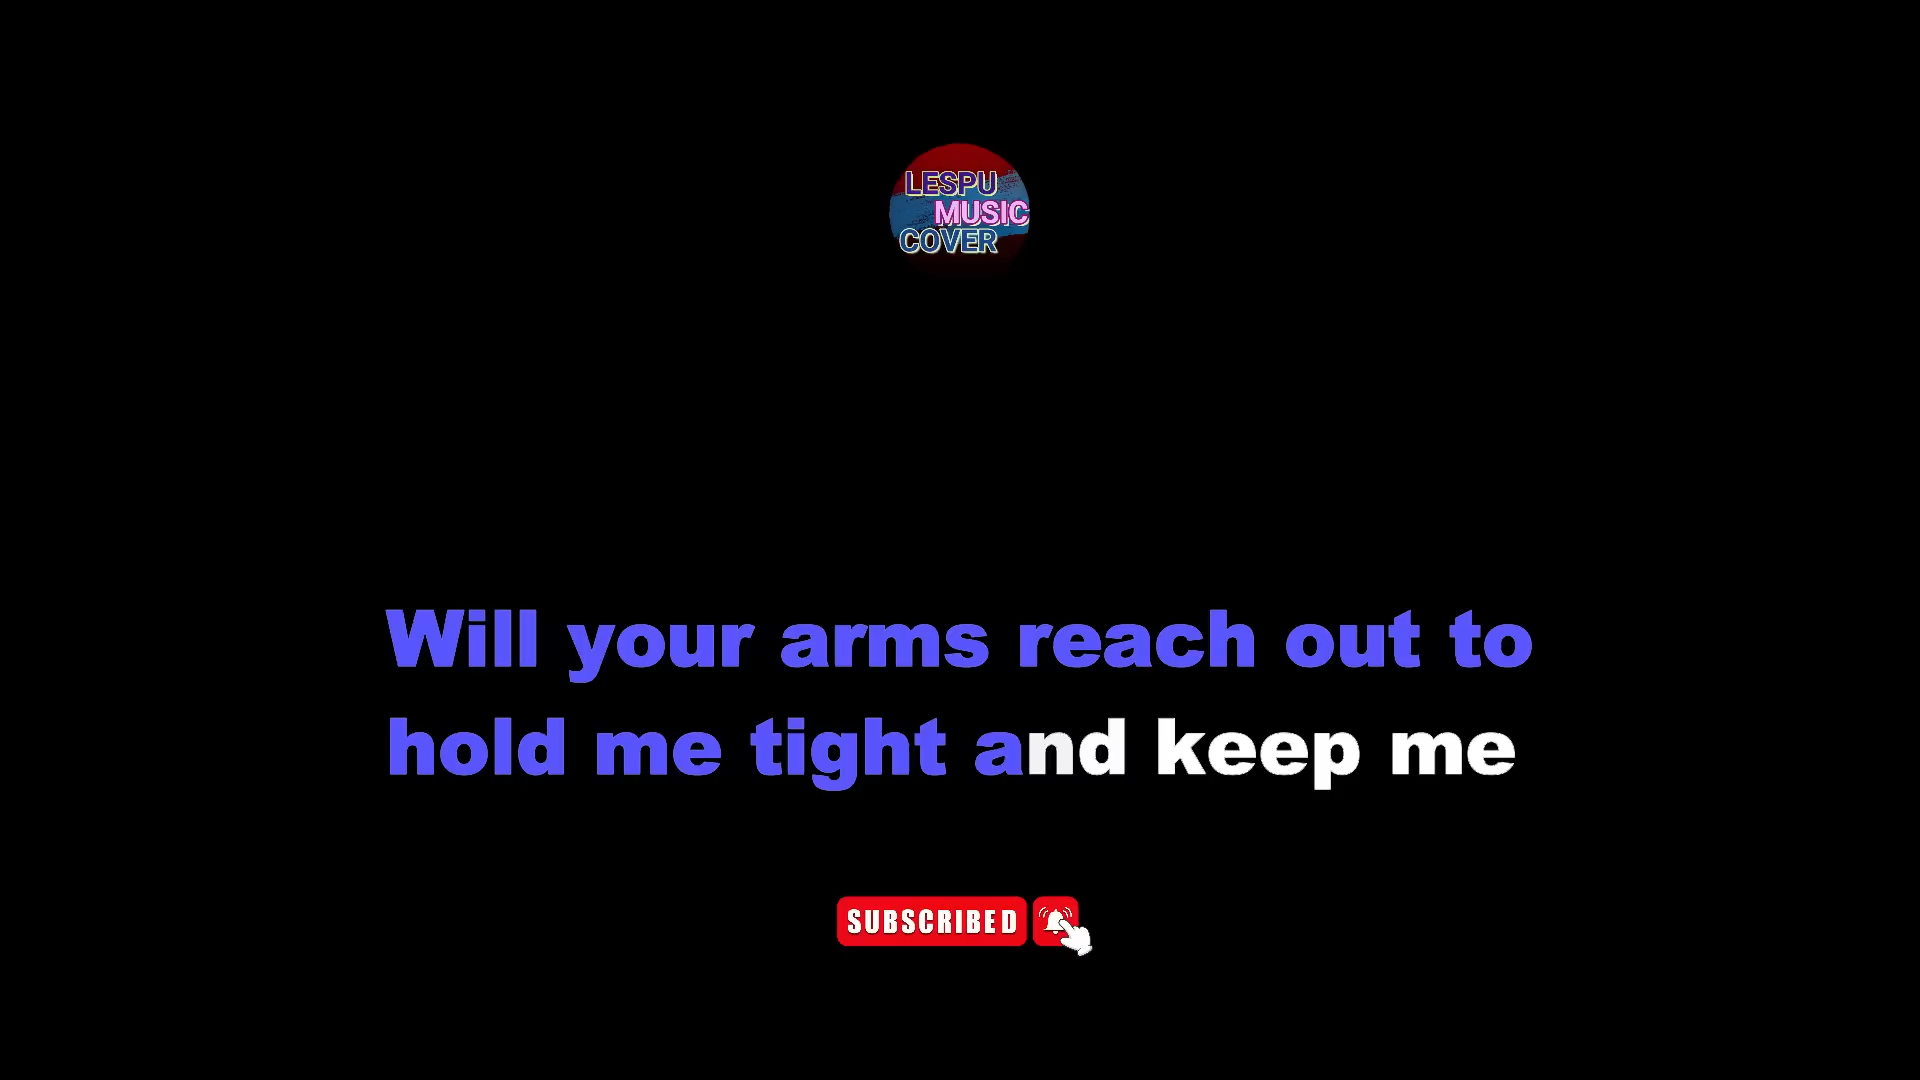 LESPU
MUSIC
COVER
Will your arms reach out to
hold me tight and keep me
SUBSCRIBED